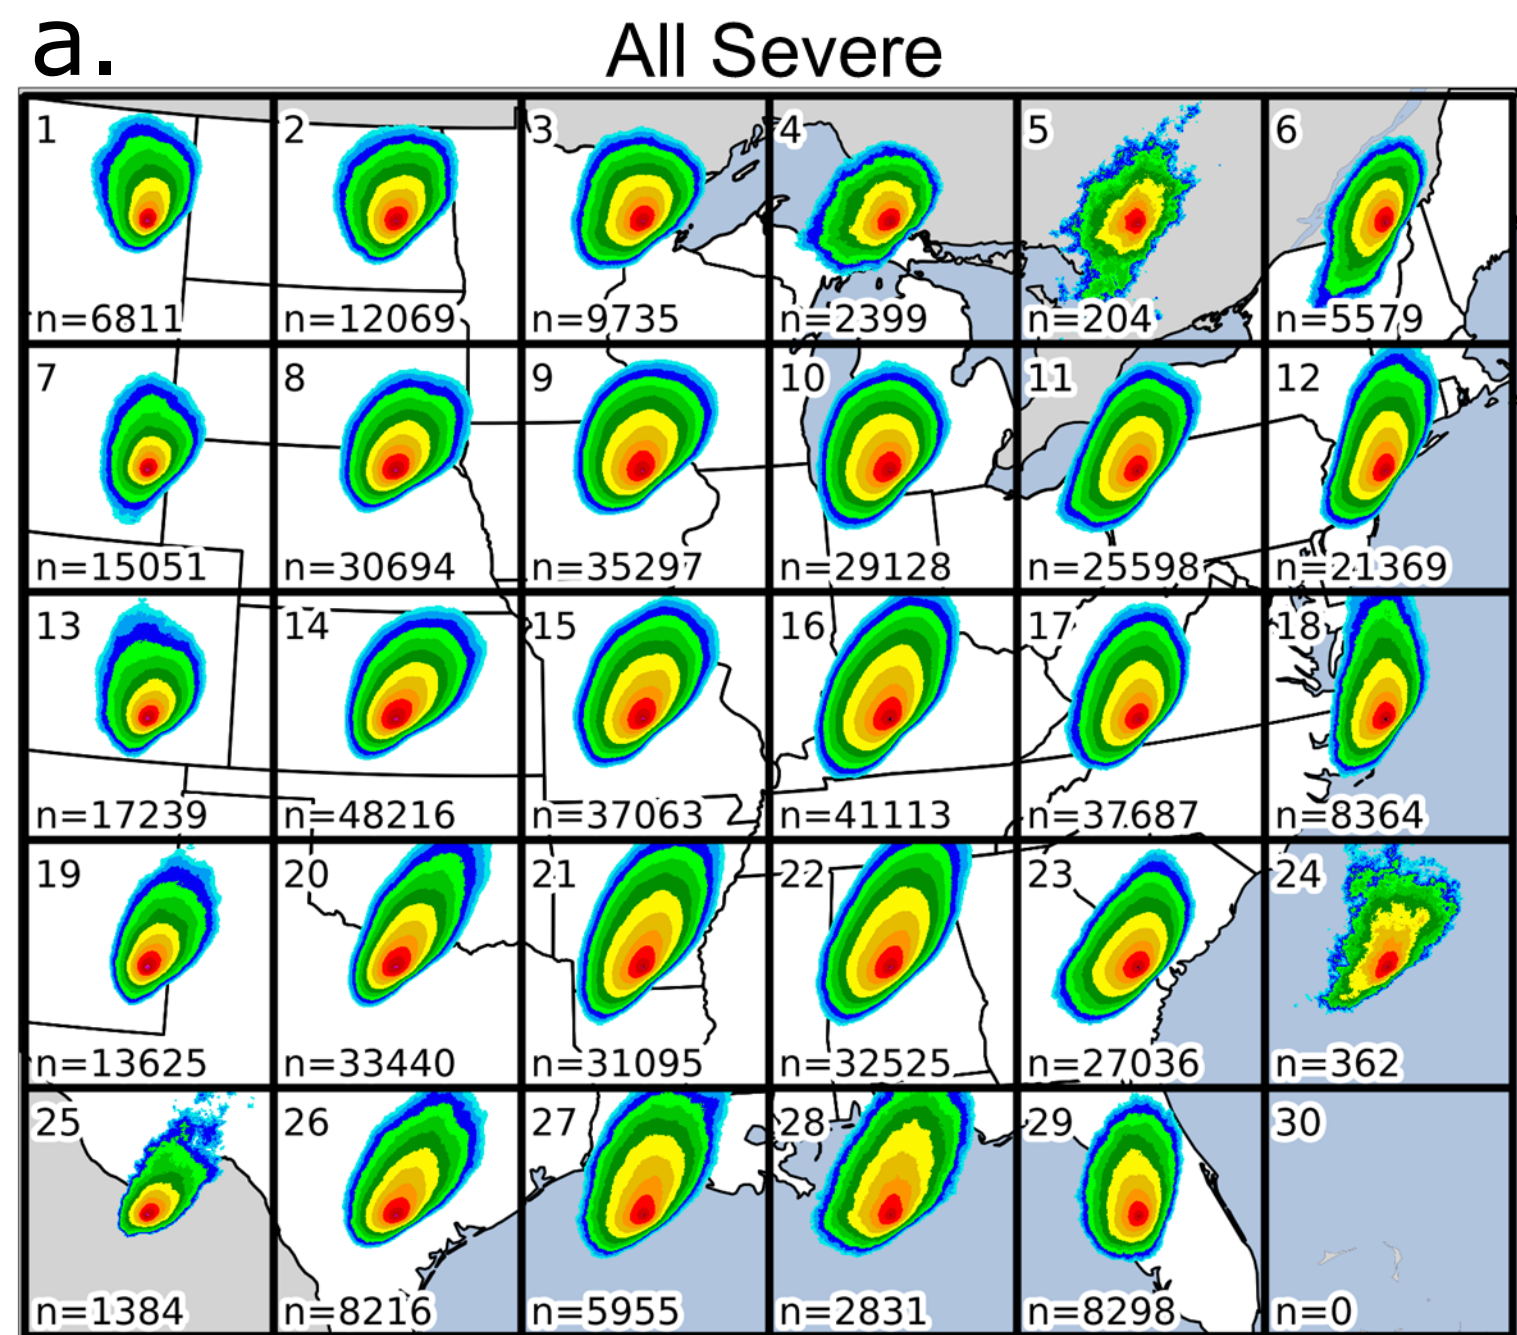 a.
All Severe
1 2 3 4 5 6
n=6811 n=12069 n=9735 n=2399 n=204 n=5579
7 8 9 10 11 12
n=15051 n=30694 n=35297 n=29128 n=25598 n=21369
13 14 15 16 17 18
n=17239 n=48216 n=37063 n=41113 n=37687 n=8364
19 20 21 22 23 24
n=13625 n=33440 n=31095 n=32525 n=27036 n=362
25 26 27 28 29 30
n=1384 n=8216 n=5955 n=2831 n=8298 n=0